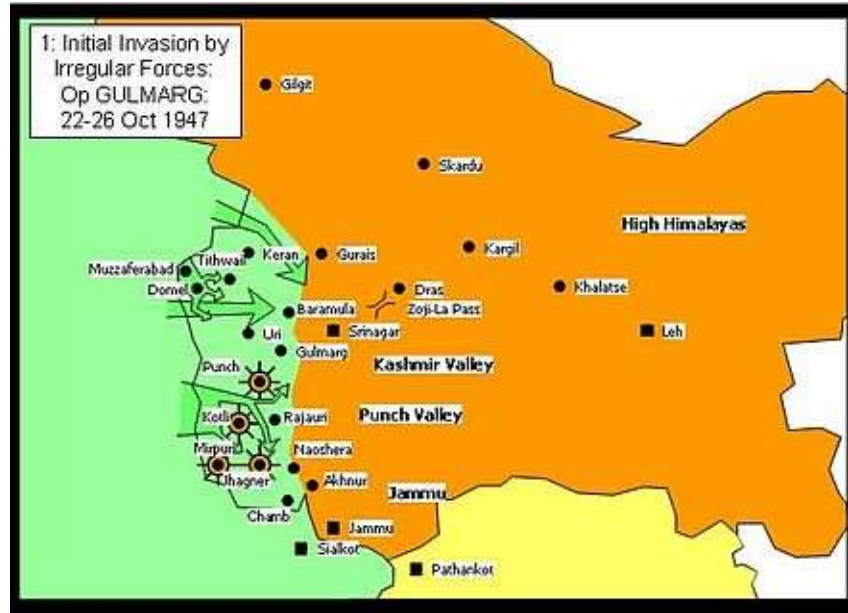 1: Initial Invasion by
Irregular Forces:
Op GULMARG:
22-26 Oct 1947
Gilgit
Skardu
High Himalayas
Tithwail
Keran
Gurais
Kargil
Muzzaferabad
Domel
Dras
Khalatse
Baramula
Zoji-La Pass
Uri
Srinagar
Leh
Gulmarg
Punch
Kashmir Valley
Kotli
Rajauri
Punch Valley
Mirpur
Naoshera
Jhagner
Akhnur
Jammu
Chamb
Jammu
Sialkot
Pathankot